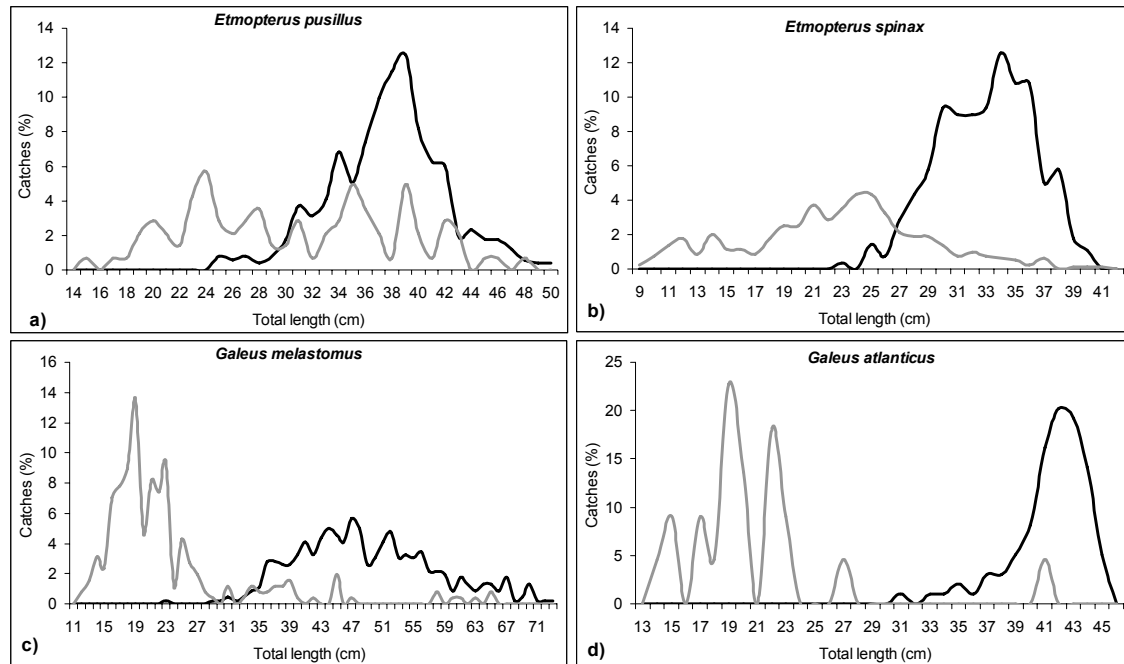 Etmopterus pusillus
14
12
10
8
6
4
2
0
Catches (%)
14 16 18 20 22 24 26 28 30 32 34 36 38 40 42 44 46 48 50
Total length (cm)
a)
Etmopterus spinax
14
12
10
8
6
4
2
0
Catches (%)
9 11 13 15 17 19 21 23 25 27 29 31 33 35 37 39 41
Total length (cm)
b)
Galeus melastomus
16
14
12
10
8
6
4
2
0
Catches (%)
11 15 19 23 27 31 35 39 43 47 51 55 59 63 67 71
Total length (cm)
c)
Galeus atlanticus
25
20
15
10
5
0
Catches (%)
13 15 17 19 21 23 25 27 29 31 33 35 37 39 41 43 45
Total length (cm)
d)